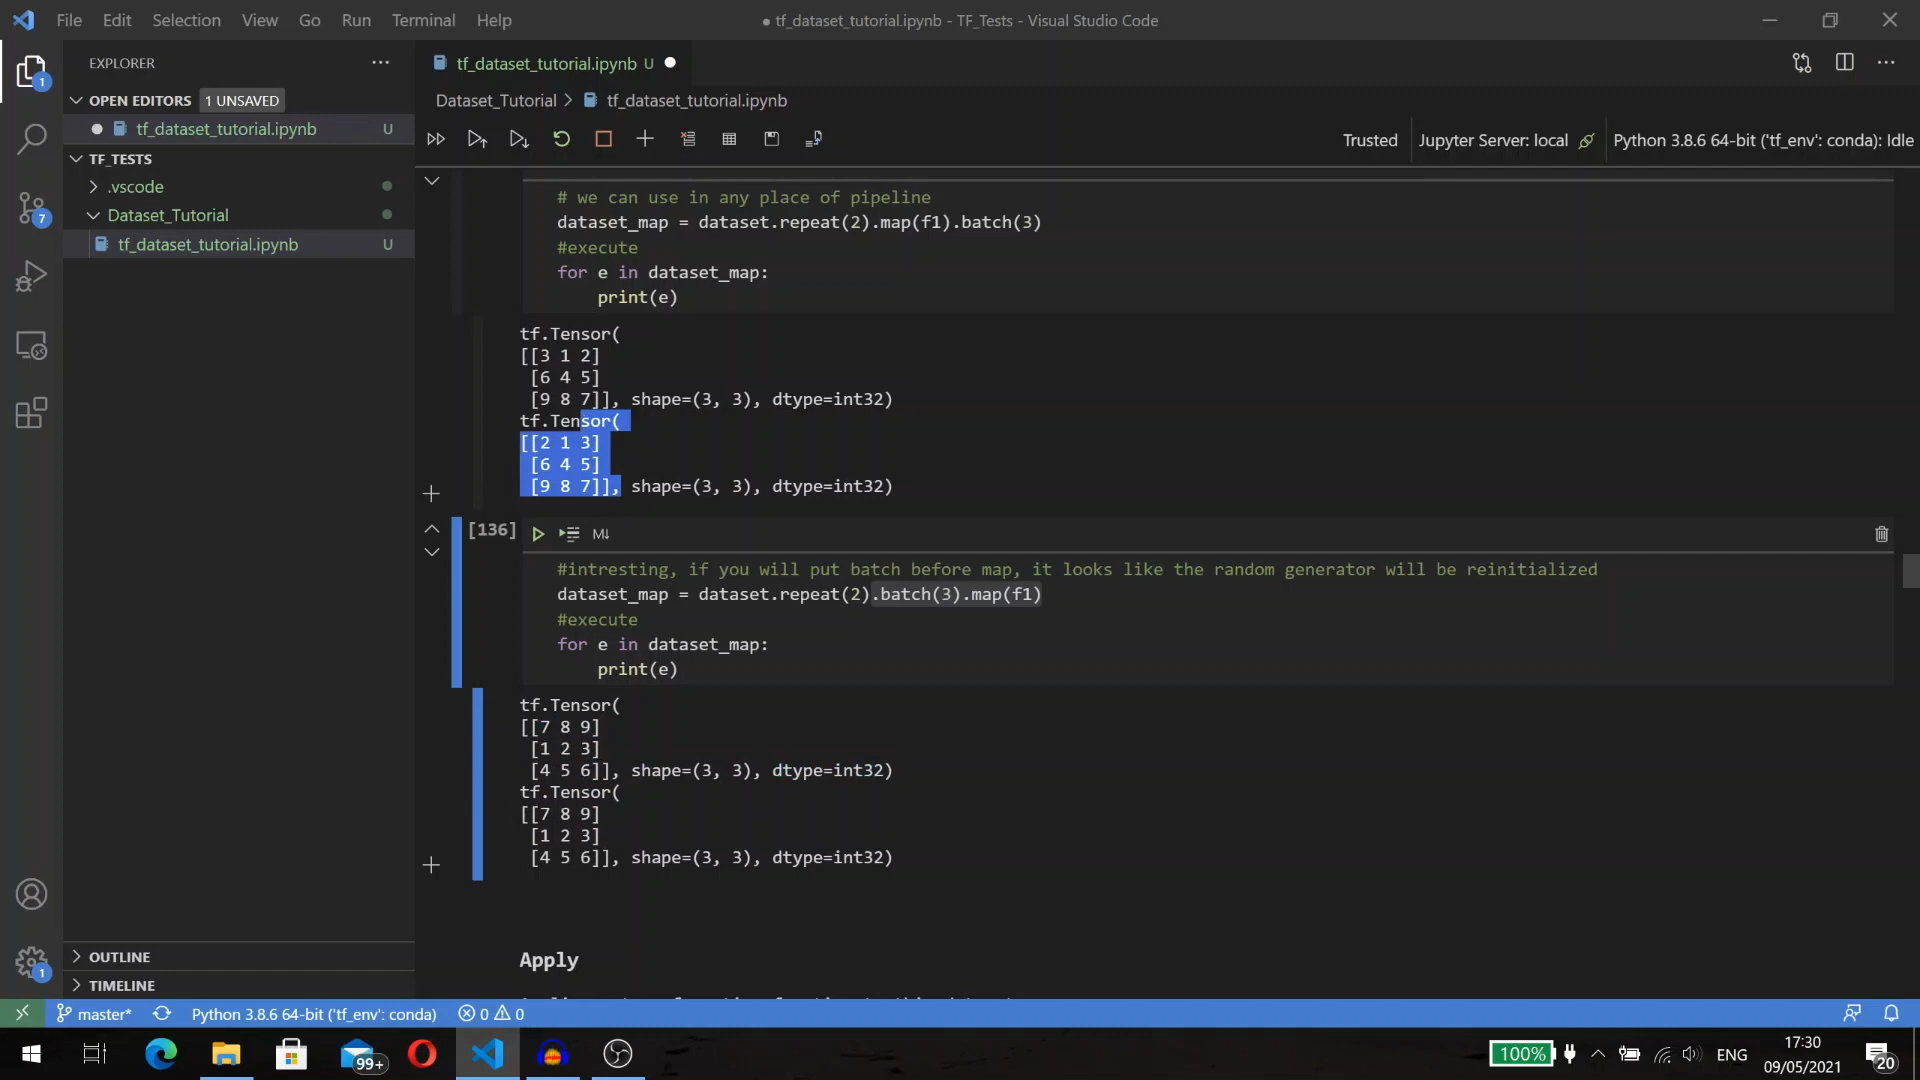 File Edit Selection View Go Run Terminal Help
● tf_dataset_tutorial.ipynb - TF_Tests - Visual Studio Code
EXPLORER
OPEN EDITORS 1 UNSAVED
tf_dataset_tutorial.ipynb U
TF_TESTS
.vscode
Dataset_Tutorial
tf_dataset_tutorial.ipynb U
OUTLINE
TIMELINE
1
7
1
tf_dataset_tutorial.ipynb U
Dataset_Tutorial > tf_dataset_tutorial.ipynb
Trusted Jupyter Server: local Python 3.8.6 64-bit ('tf_env': conda): Idle
# we can use in any place of pipeline
dataset_map = dataset.repeat(2).map(f1).batch(3)
#execute
for e in dataset_map:
print(e)
tf.Tensor(
[[3 1 2]
[6 4 5]
[9 8 7]], shape=(3, 3), dtype=int32)
tf.Tensor(
[[2 1 3]
[6 4 5]
[9 8 7]], shape=(3, 3), dtype=int32)
[136] M↓
#intresting, if you will put batch before map, it looks like the random generator will be reinitialized
dataset_map = dataset.repeat(2).batch(3).map(f1)
#execute
for e in dataset_map:
print(e)
tf.Tensor(
[[7 8 9]
[1 2 3]
[4 5 6]], shape=(3, 3), dtype=int32)
tf.Tensor(
[[7 8 9]
[1 2 3]
[4 5 6]], shape=(3, 3), dtype=int32)
Apply
master* Python 3.8.6 64-bit ('tf_env': conda) 0 0
99+
100% ENG
17:30
09/05/2021
20